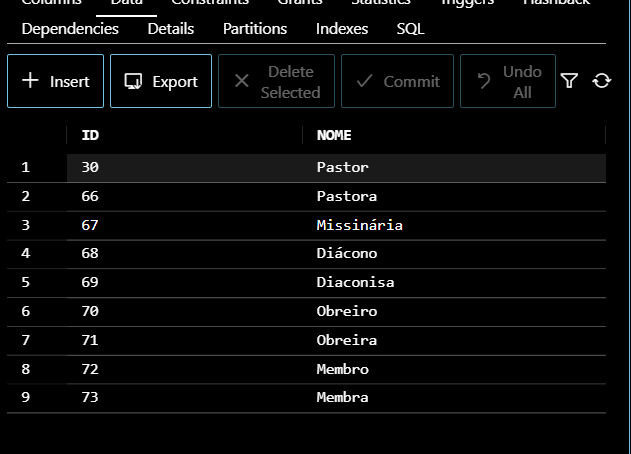 Columns Data Constraints Grants Statistics Triggers Flashback
Dependencies Details Partitions Indexes SQL
Insert Export Delete Selected Commit Undo All
ID NOME
1 30 Pastor
2 66 Pastora
3 67 Missinária
4 68 Diácono
5 69 Diaconisa
6 70 Obreiro
7 71 Obreira
8 72 Membro
9 73 Membra